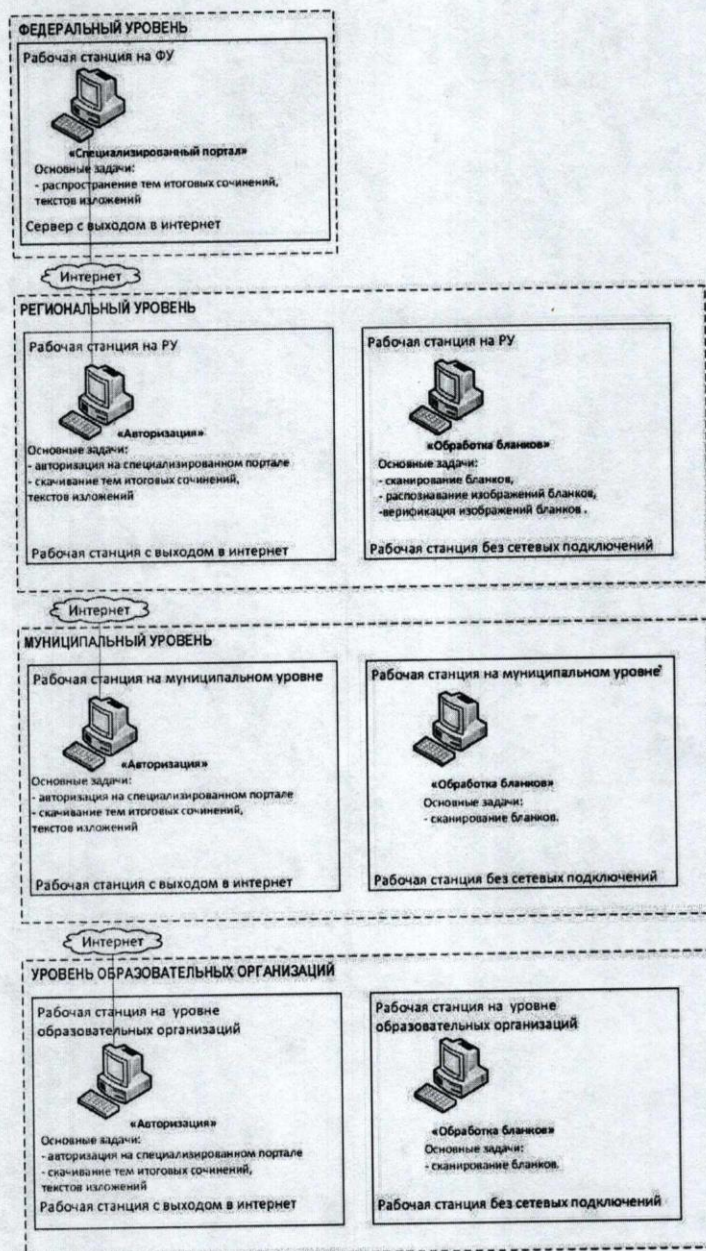 ФЕДЕРАЛЬНЫЙ УРОВЕНЬ
Рабочая станция на ФУ
«Специализированный портал»
Основные задачи:
- распространение тем итоговых сочинений,
текстов изложений
Сервер с выходом в интернет
Интернет
РЕГИОНАЛЬНЫЙ УРОВЕНЬ
Рабочая станция на РУ
«Авторизация»
Основные задачи:
- авторизация на специализированном портале
- скачивание тем итоговых сочинений,
текстов изложений
Рабочая станция с выходом в интернет
Рабочая станция на РУ
«Обработка бланков»
Основные задачи:
- сканирование бланков,
- распознавание изображений бланков,
-верификация изображений бланков .
Рабочая станция без сетевых подключений
Интернет
МУНИЦИПАЛЬНЫЙ УРОВЕНЬ
Рабочая станция на муниципальном уровне
«Авторизация»
Основные задачи:
- авторизация на специализированном портале
- скачивание тем итоговых сочинений,
текстов изложений
Рабочая станция с выходом в интернет
Рабочая станция на муниципальном уровне
«Обработка бланков»
Основные задачи:
- сканирование бланков.
Рабочая станция без сетевых подключений
Интернет
УРОВЕНЬ ОБРАЗОВАТЕЛЬНЫХ ОРГАНИЗАЦИЙ
Рабочая станция на уровне
образовательных организаций
«Авторизация»
Основные задачи:
- авторизация на специализированном портале
- скачивание тем итоговых сочинений,
текстов изложений
Рабочая станция с выходом в интернет
Рабочая станция на уровне
образовательных организаций
«Обработка бланков»
Основные задачи:
- сканирование бланков.
Рабочая станция без сетевых подключений